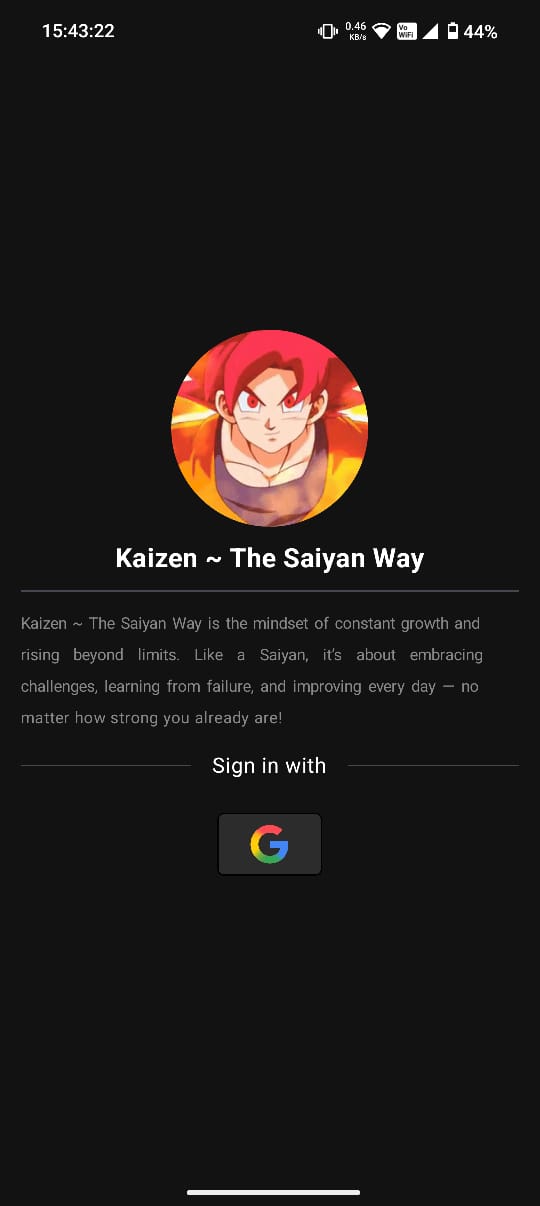 15:43:22
0.46
KB/s
Vo
WiFi
44%
Kaizen ~ The Saiyan Way
Kaizen ~ The Saiyan Way is the mindset of constant growth and
rising beyond limits. Like a Saiyan, it's about embracing
challenges, learning from failure, and improving every day — no
matter how strong you already are!
Sign in with